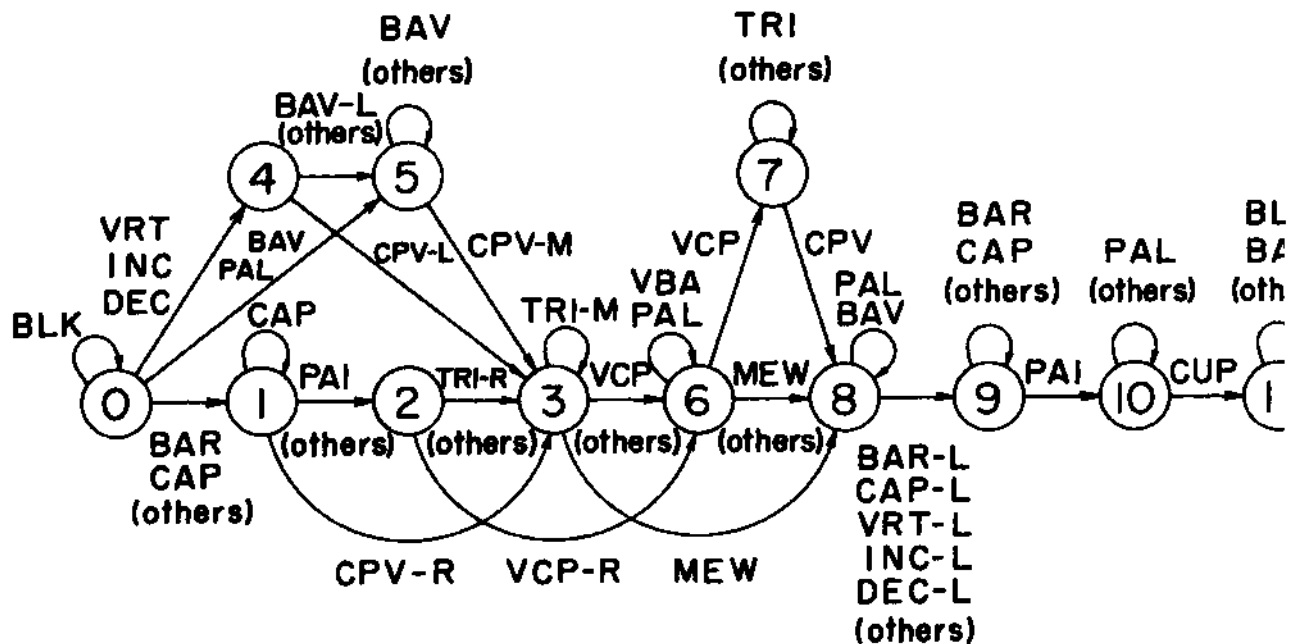 BAV
(others)
TRI
(others)
BAV-L
(others)
4
5
7
VRT
INC
DEC
BAV
PAL
CPV-L
CPV-M
VCP
CPV
BAR
CAP
(others)
PAL
(others)
BLK
CAP
TRI-M
VBA
PAL
PAL
BAV
0
1
PAI
2
TRI-R
3
VCP
6
MEW
8
9
PAI
10
CUP
BAR
CAP
(others)
(others)
(others)
(others)
(others)
CPV-R
VCP-R
MEW
BAR-L
CAP-L
VRT-L
INC-L
DEC-L
(others)